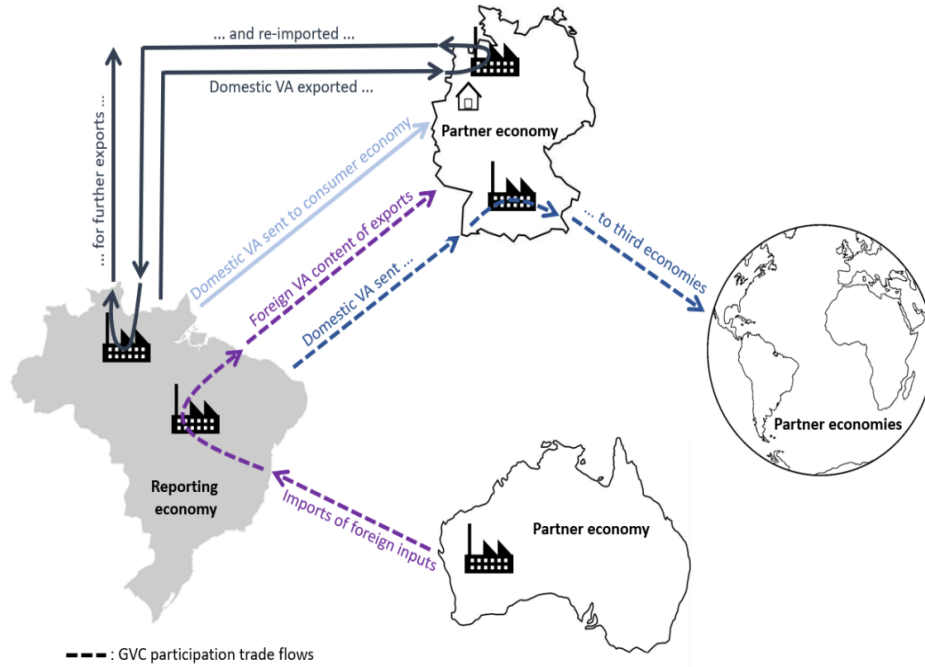 ... and re-imported ...
Domestic VA exported ...
... for further exports ...
Partner economy
Domestic VA sent to consumer economy
Foreign VA content of exports
Domestic VA sent ...
... to third economies
Partner economies
Reporting
economy
Imports of foreign inputs
Partner economy
: GVC participation trade flows